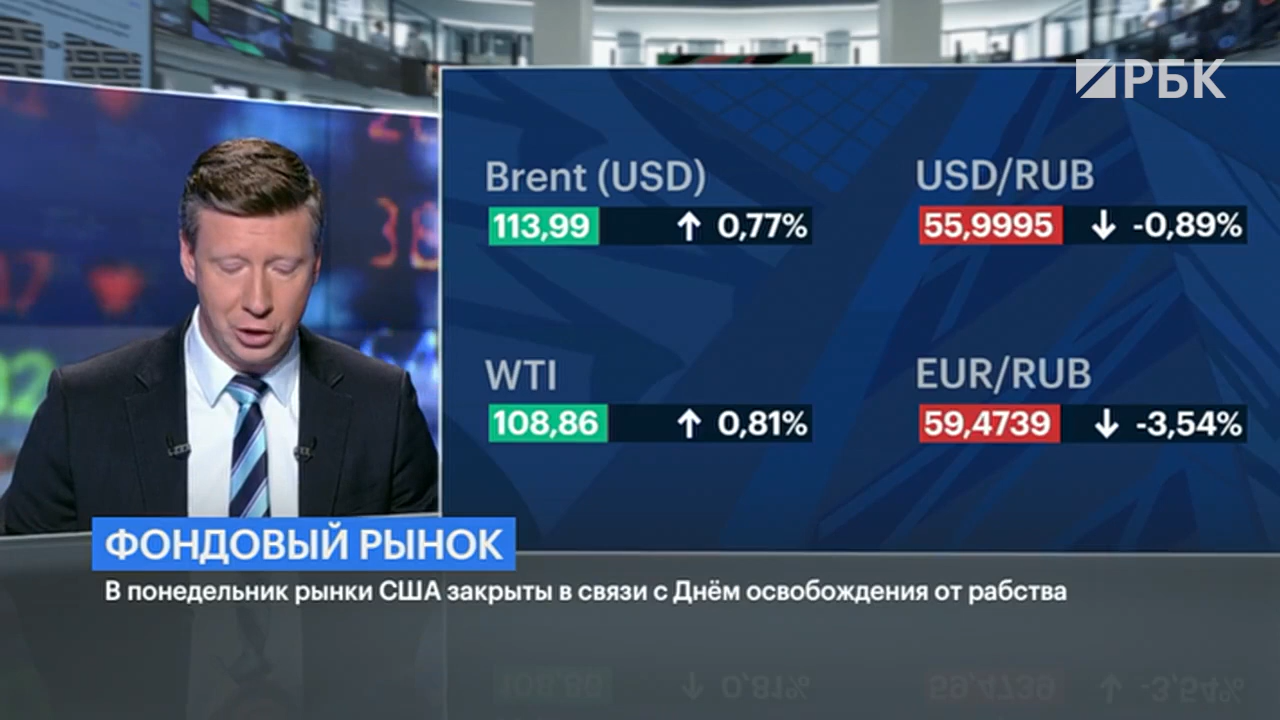 РБК
Brent (USD)
113,99 ↑ 0,77%
USD/RUB
55,9995 ↓ -0,89%
WTI
108,86 ↑ 0,81%
EUR/RUB
59,4739 ↓ -3,54%
ФОНДОВЫЙ РЫНОК
В понедельник рынки США закрыты в связи с Днём освобождения от рабства